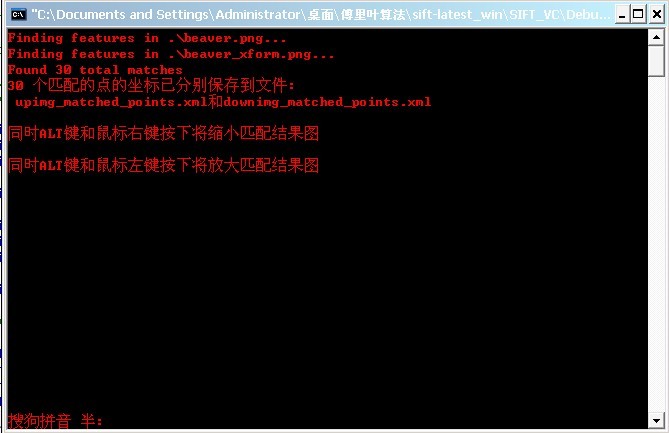 "C:\Documents and Settings\Administrator\桌面\傅里叶算法\sift-latest_win\SIFT_VC\Debu...
Finding features in .\beaver.png...
Finding features in .\beaver_xform.png...
Found 30 total matches
30 个匹配的点的坐标已分别保存到文件:
upimg_matched_points.xml和downimg_matched_points.xml
同时ALT键和鼠标右键按下将缩小匹配结果图
同时ALT键和鼠标左键按下将放大匹配结果图
搜狗拼音 半: